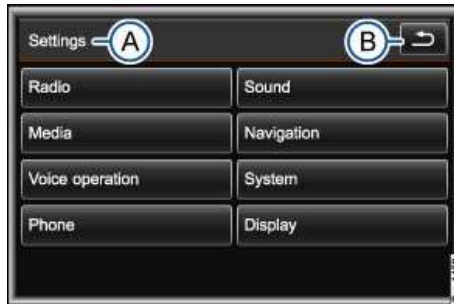 Settings A B
Radio Sound
Media Navigation
Voice operation System
Phone Display